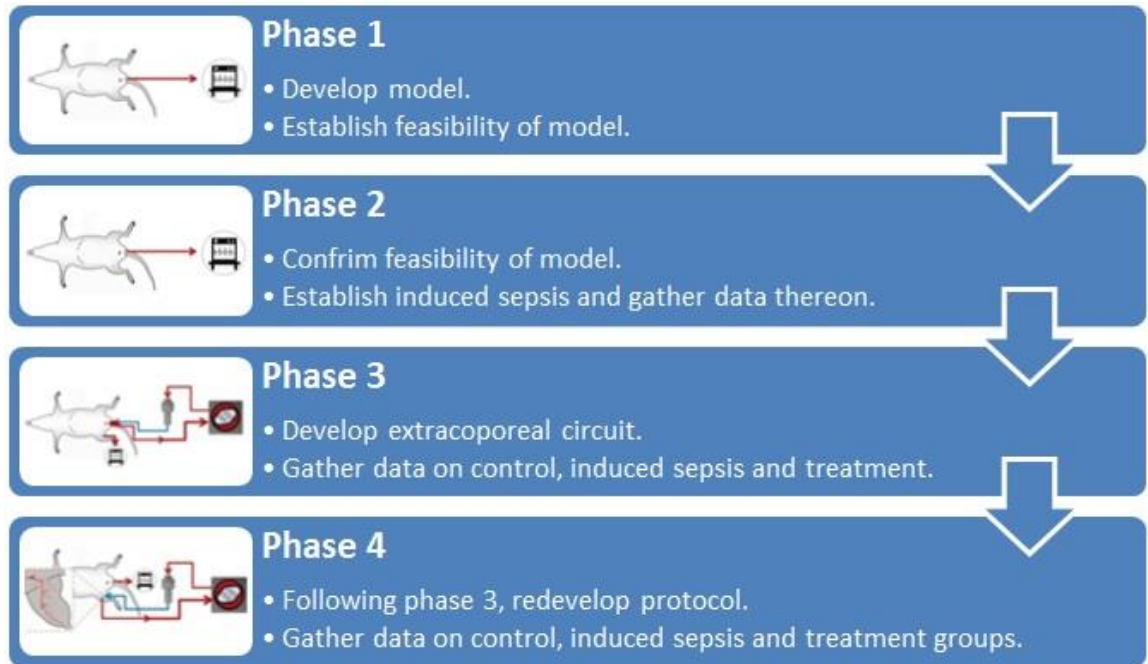 Phase 1
• Develop model.
• Establish feasibility of model.
Phase 2
• Confrim feasibility of model.
• Establish induced sepsis and gather data thereon.
Phase 3
• Develop extracoporeal circuit.
• Gather data on control, induced sepsis and treatment.
Phase 4
• Following phase 3, redevelop protocol.
• Gather data on control, induced sepsis and treatment groups.